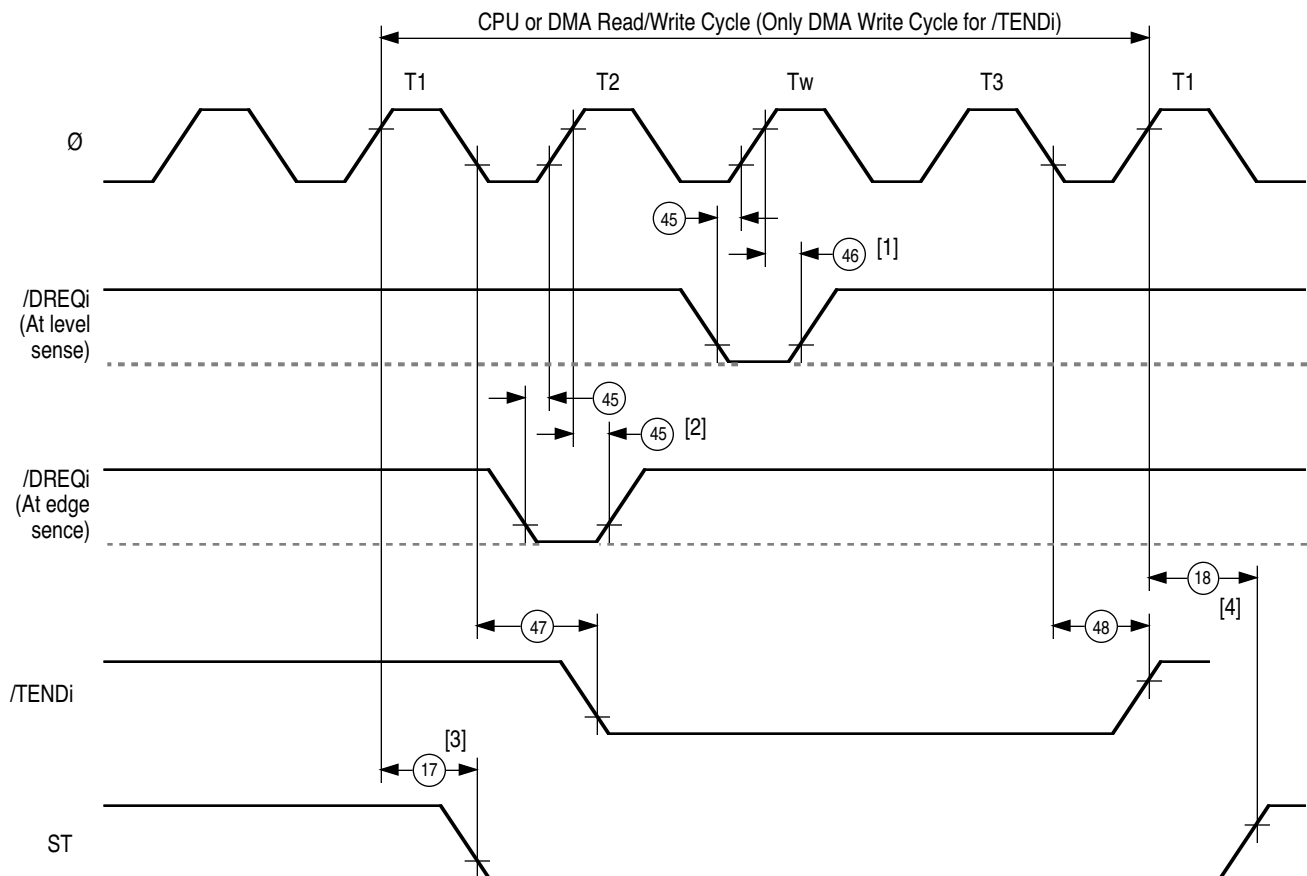 CPU or DMA Read/Write Cycle (Only DMA Write Cycle for /TENDi)
T1 T2 Tw T3 T1
Ø
45
46 [1]
/DREQi
(At level
sense)
45
45 [2]
/DREQi
(At edge
sence)
18
[4]
47
48
/TENDi
[3]
17
ST